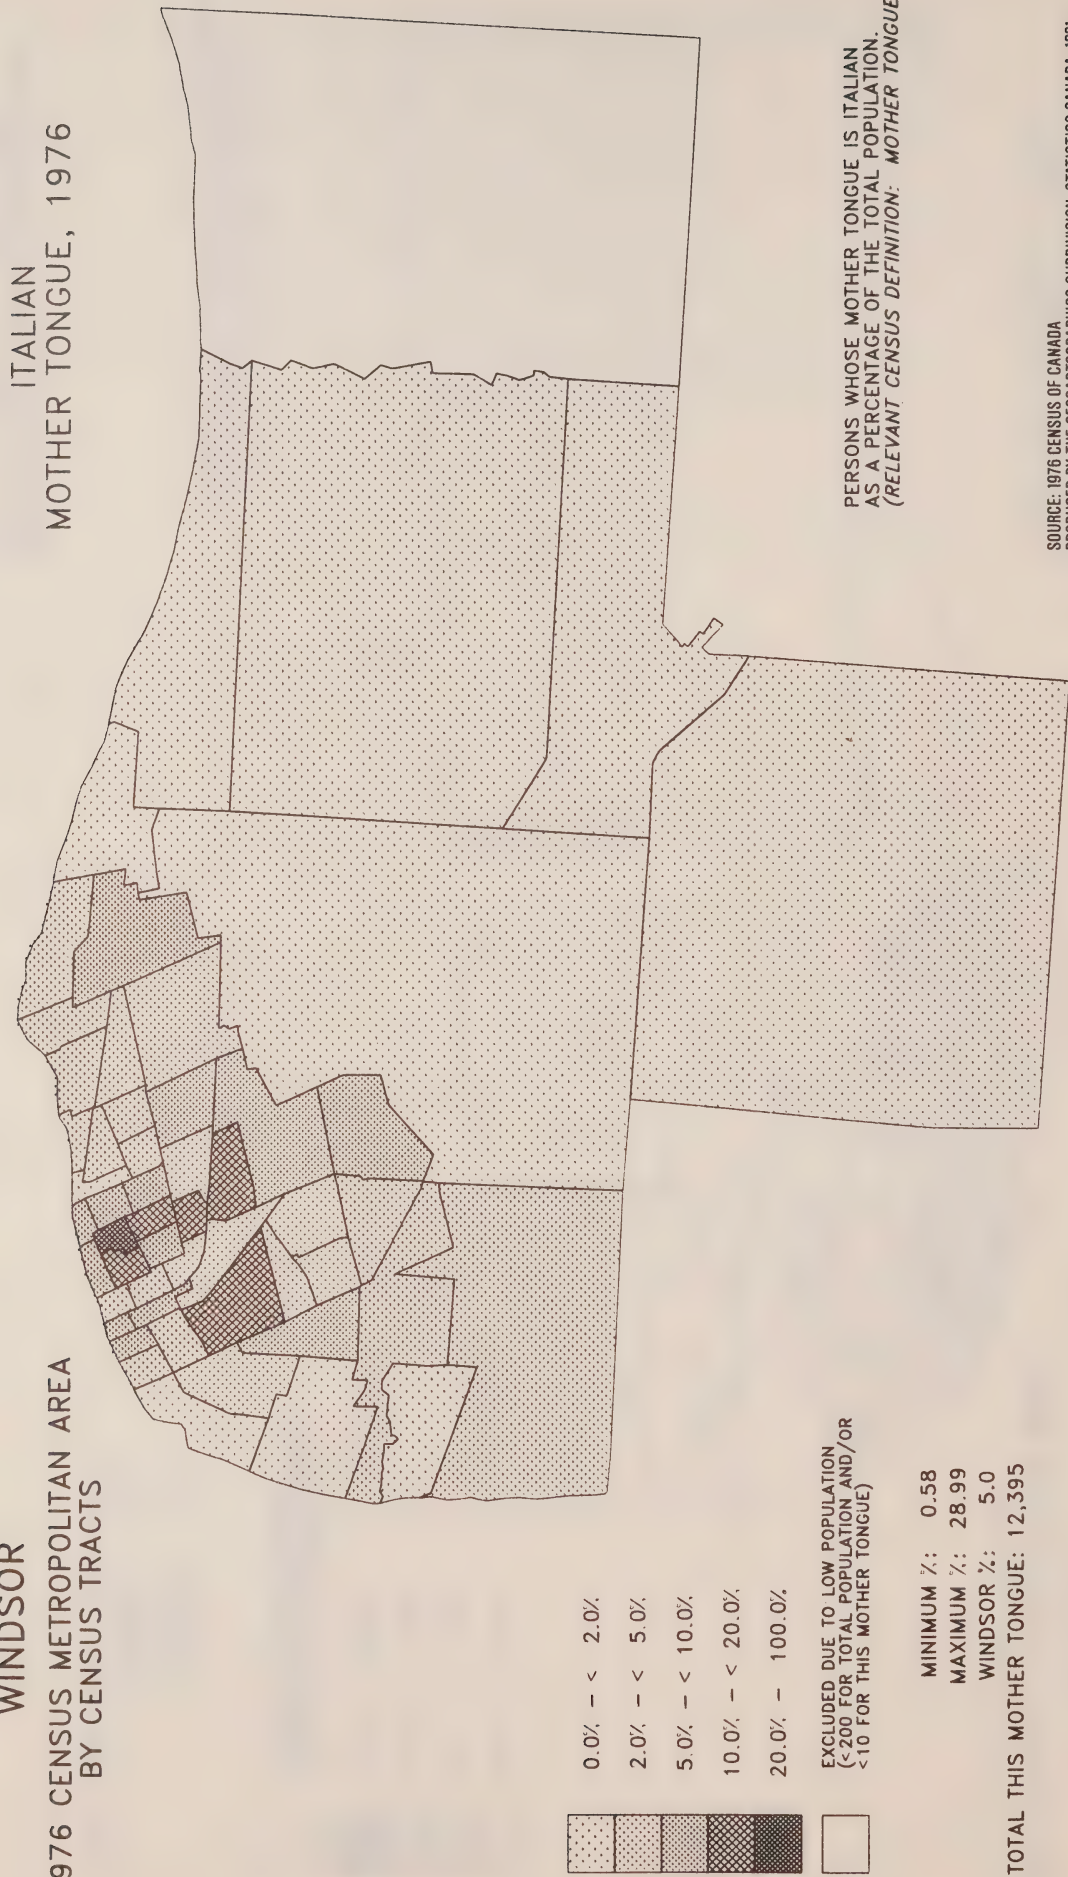 WINDSOR
976 CENSUS METROPOLITAN AREA
BY CENSUS TRACTS
ITALIAN
MOTHER TONGUE, 1976
0.0% - < 2.0%
2.0% - < 5.0%
5.0% - < 10.0%
10.0% - < 20.0%
20.0% - 100.0%
EXCLUDED DUE TO LOW POPULATION
(<200 FOR TOTAL POPULATION AND/OR
<10 FOR THIS MOTHER TONGUE)
MINIMUM %: 0.58
MAXIMUM %: 28.99
WINDSOR %: 5.0
TOTAL THIS MOTHER TONGUE: 12,395
PERSONS WHOSE MOTHER TONGUE IS ITALIAN
AS A PERCENTAGE OF THE TOTAL POPULATION.
(RELEVANT CENSUS DEFINITION: MOTHER TONGUE
SOURCE: 1976 CENSUS OF CANADA